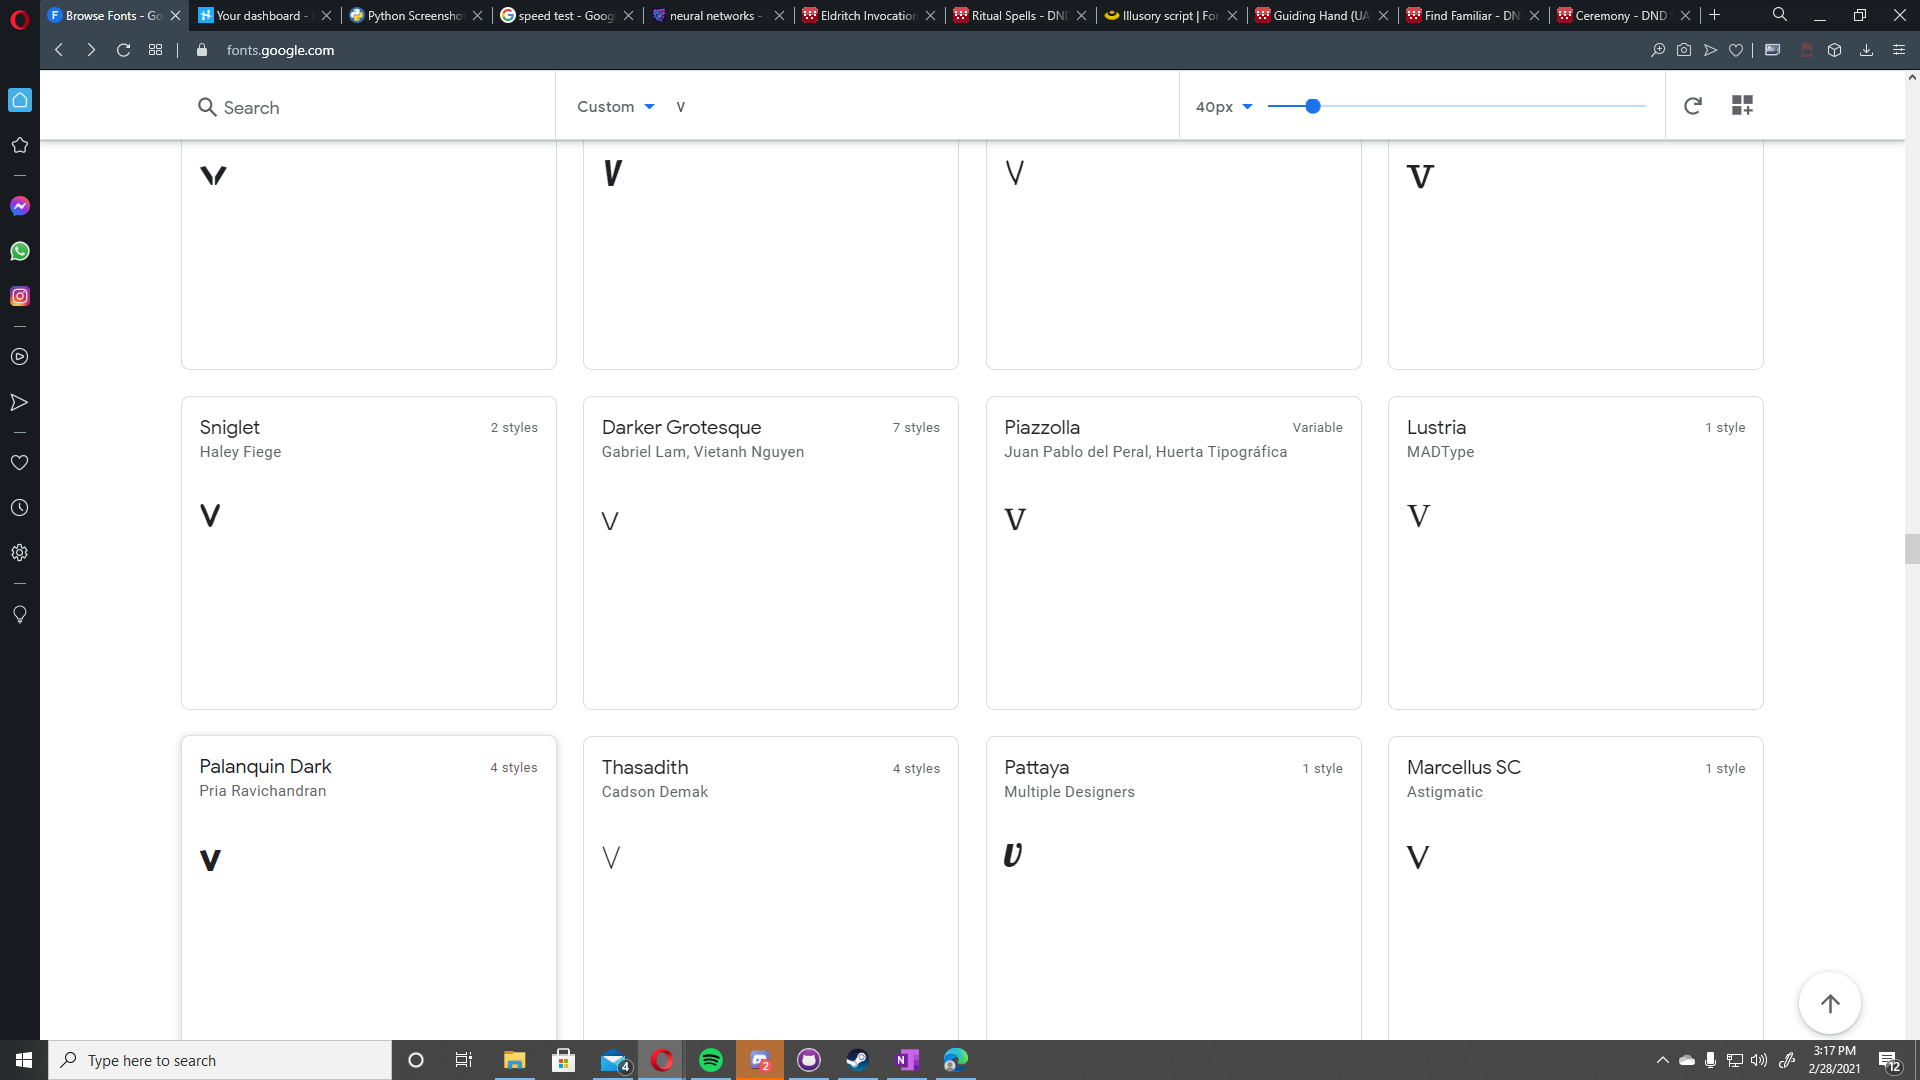 Browse Fonts - Go
Your dashboard -
Python Screensho
speed test - Goog
neural networks -
Eldritch Invocation
Ritual Spells - DND
Illusory script | Fo
Guiding Hand (UA
Find Familiar - DN
Ceremony - DND
fonts.google.com
Search
Custom
V
40px
V
V
V
V
Sniglet
2 styles
Haley Fiege
V
Darker Grotesque
7 styles
Gabriel Lam, Vietanh Nguyen
V
Piazzolla
Variable
Juan Pablo del Peral, Huerta Tipográfica
V
Lustria
1 style
MADType
V
Palanquin Dark
4 styles
Pria Ravichandran
V
Thasadith
4 styles
Cadson Demak
V
Pattaya
1 style
Multiple Designers
V
Marcellus SC
1 style
Astigmatic
V
Type here to search
4
2
3:17 PM
2/28/2021
12